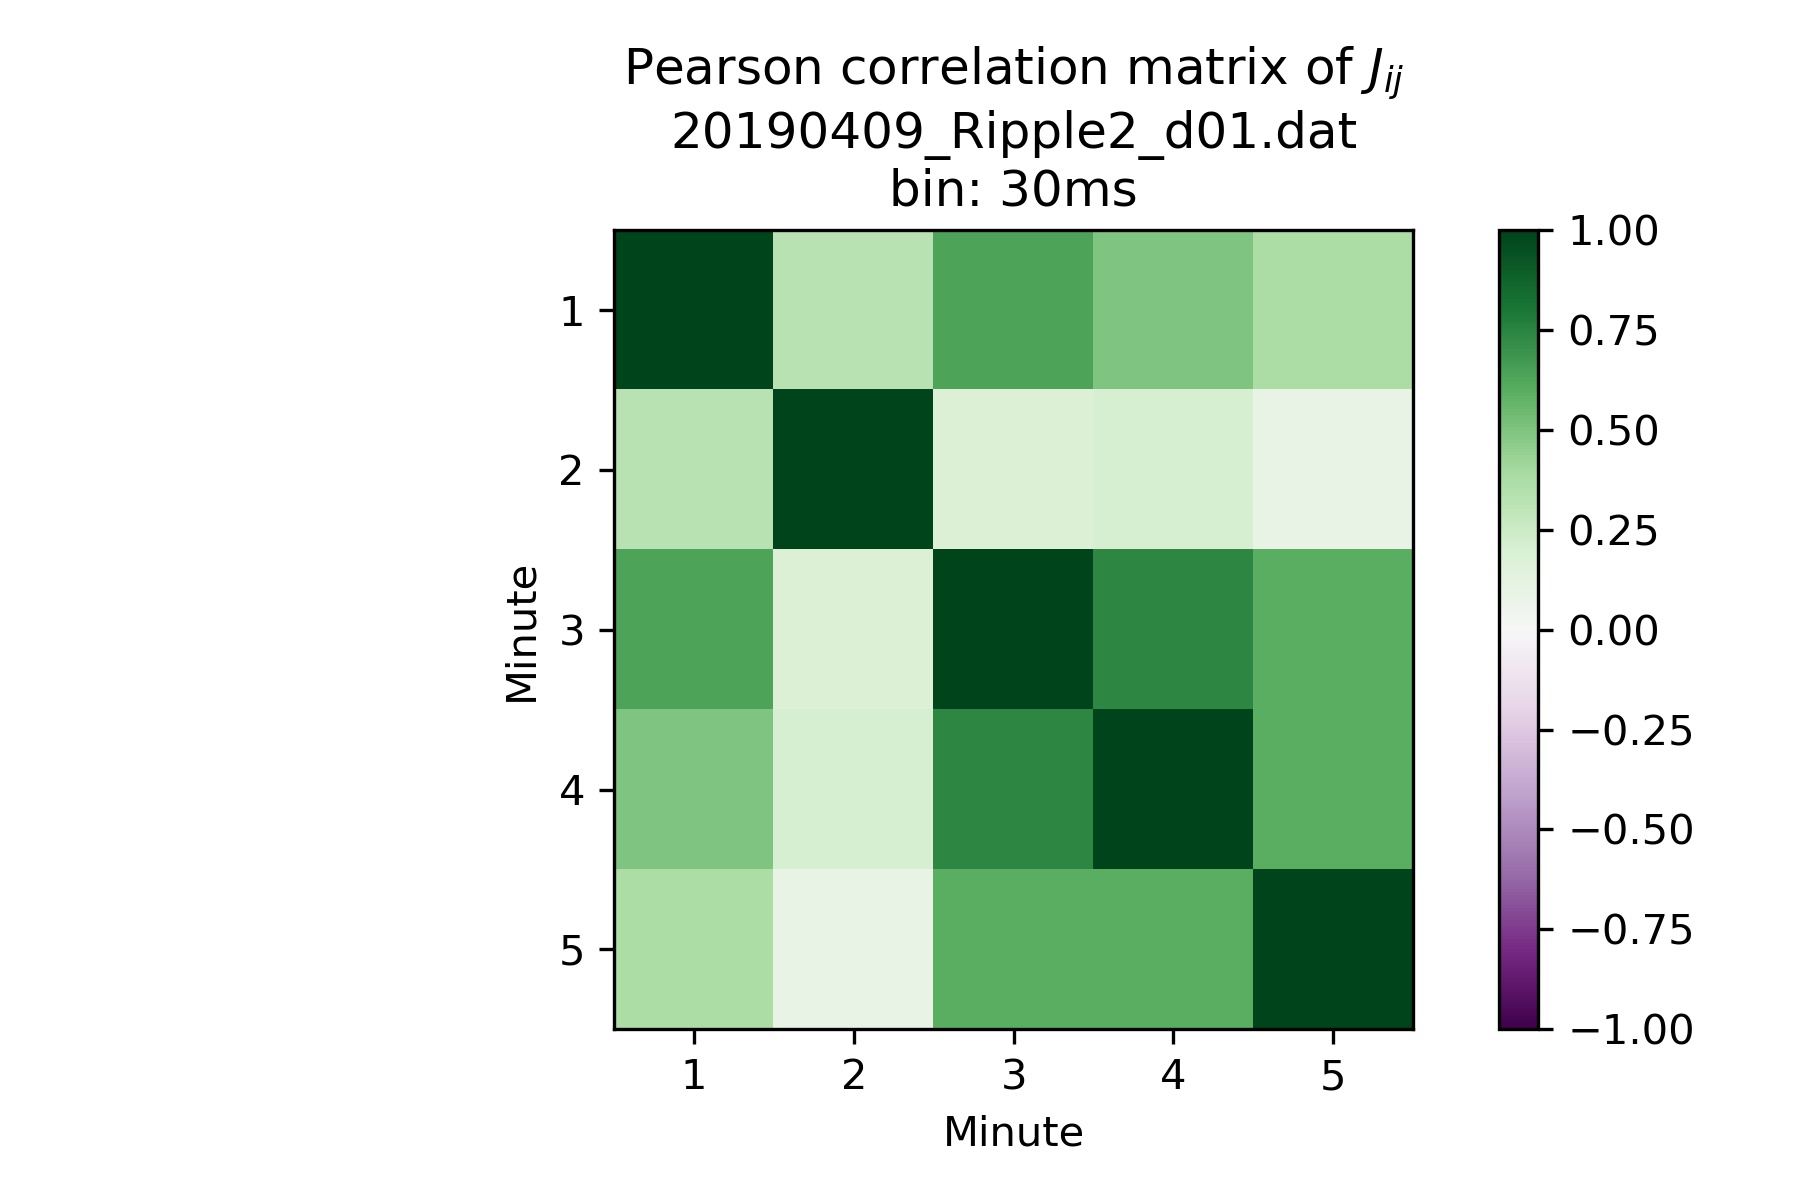 Pearson correlation matrix of J_ij
20190409_Ripple2_d01.dat
bin: 30ms
Minute
1
2
3
4
5
1 2 3 4 5
Minute
1.00
0.75
0.50
0.25
0.00
−0.25
−0.50
−0.75
−1.00